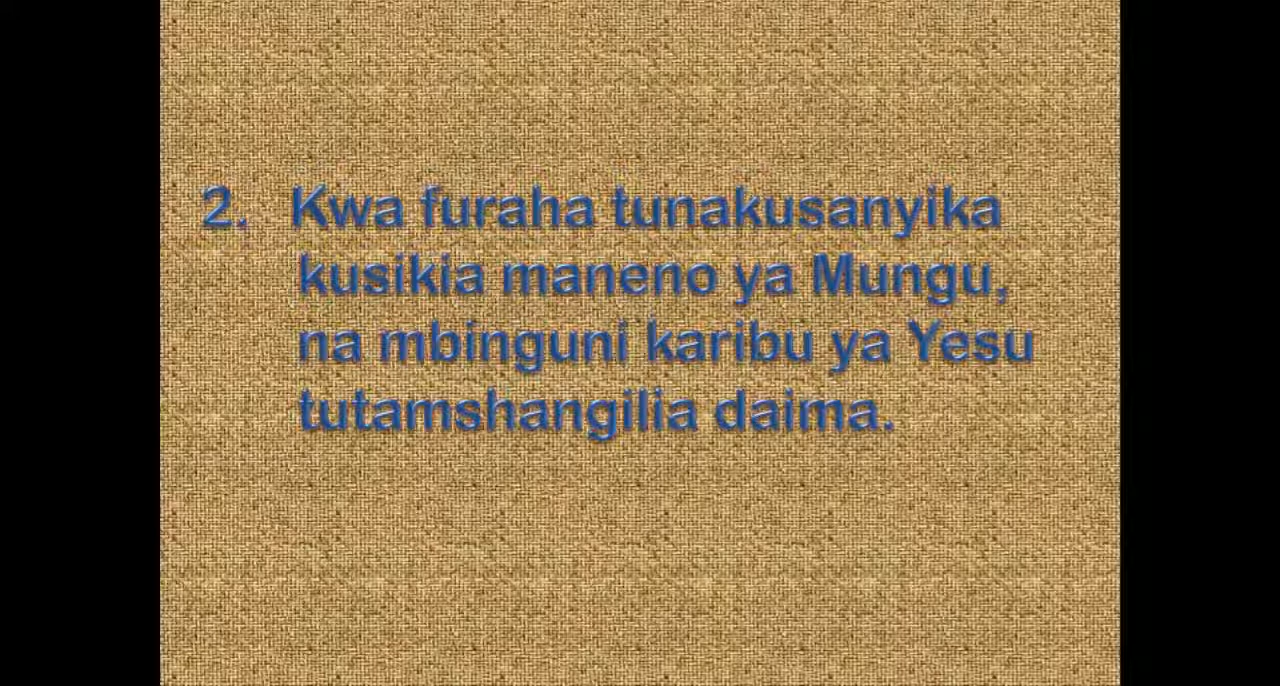 2. Kwa furaha tunakusanyika
kusikia maneno ya Mungu,
na mbinguni karibu ya Yesu
tutamshangilia daima.